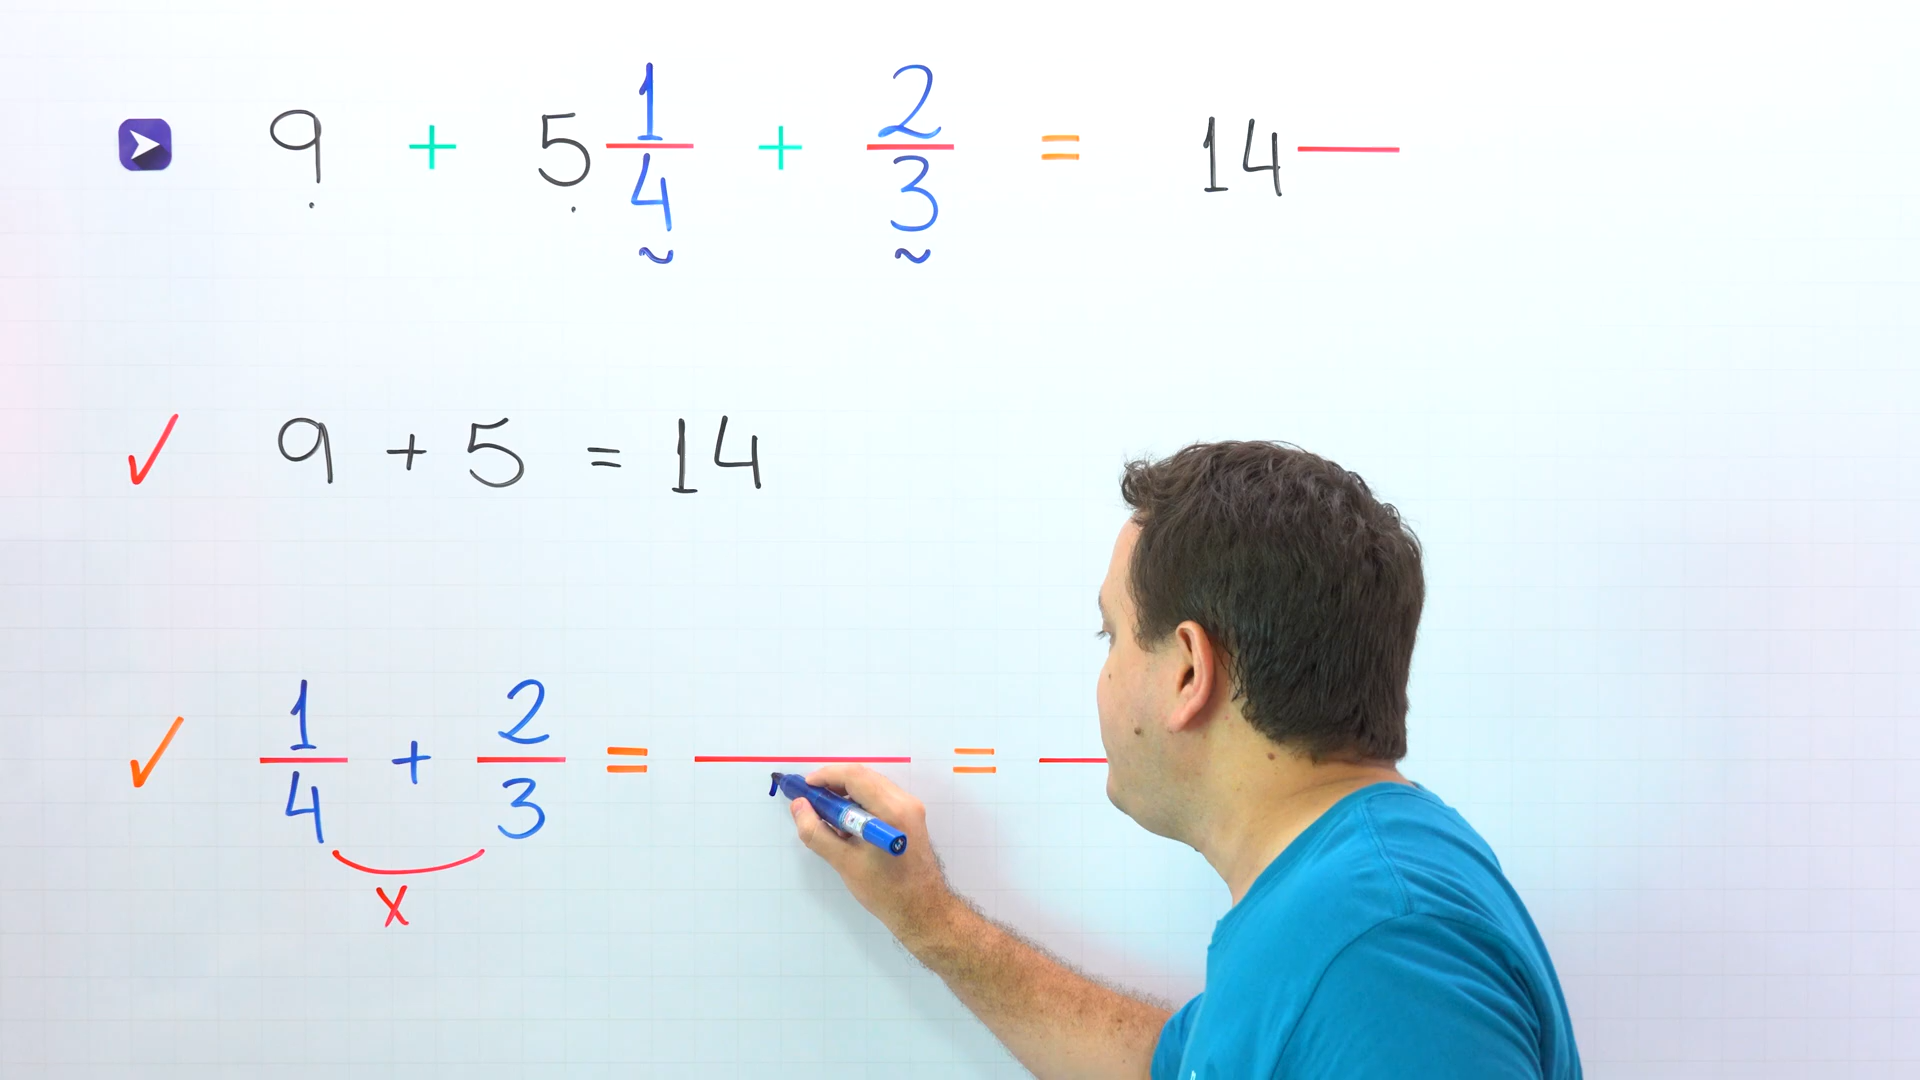 9 + 5 1/4 + 2/3 = 14 —
9 + 5 = 14
1/4 + 2/3 = — = —
x